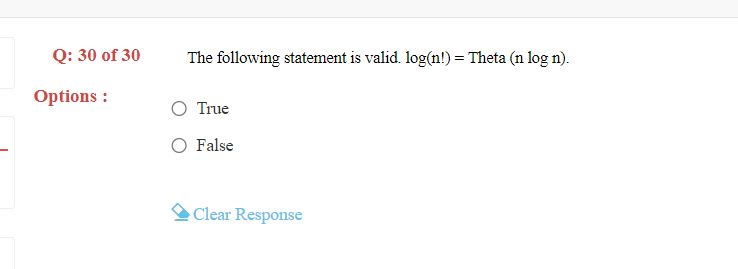 Q: 30 of 30
The following statement is valid. log(n!) = Theta (n log n).
Options :
True
False
Clear Response